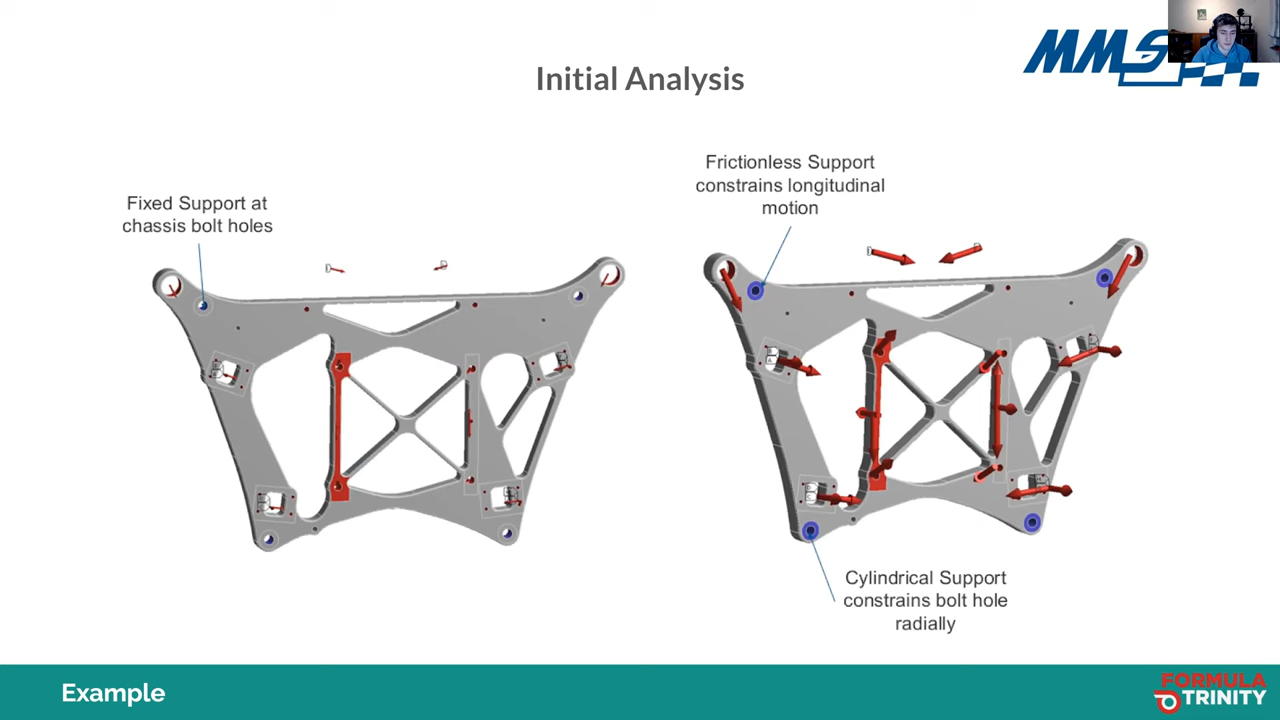 Initial Analysis
MMS
Fixed Support at
chassis bolt holes
Frictionless Support
constrains longitudinal
motion
Cylindrical Support
constrains bolt hole
radially
Example
FORMULA
TRINITY